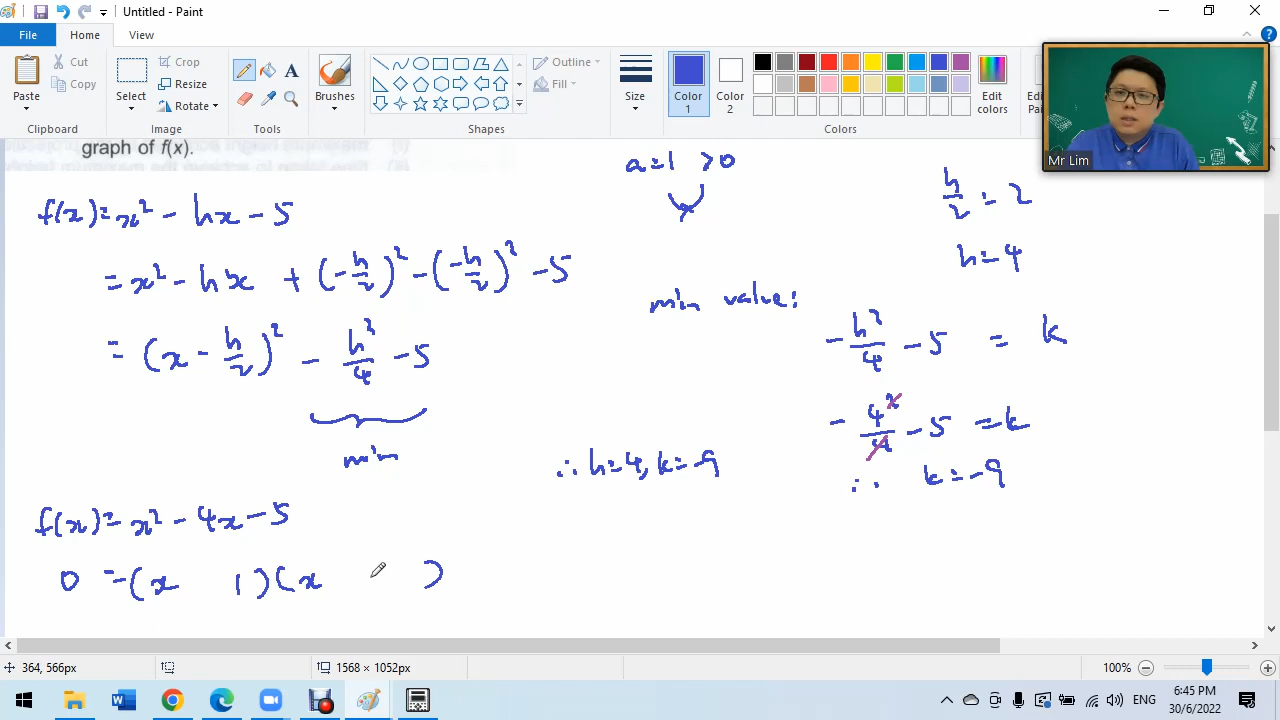 Untitled - Paint
File
Home
View
Paste
Cut
Copy
Clipboard
Select
Crop
Resize
Rotate
Image
A
Tools
Brushes
Outline
Fill
Shapes
Size
Color 1
Color 2
Edit colors
Colors
Mr Lim
graph of f(x).
a=1 >0
f(x)=x² - hx - 5
= x² - hx + (-h/2)² - (-h/2)² - 5
= (x - h/2)² - h²/4 - 5
min
min value:
h/2 = 2
h=4
-h²/4 - 5 = k
-4²/4 - 5 = k
∴ k=-9
∴ h=4, k=-9
f(x)=x² - 4x - 5
0 = (x 1)(x )
364, 566px
1568 × 1052px
100%
ENG
6:45 PM
30/6/2022